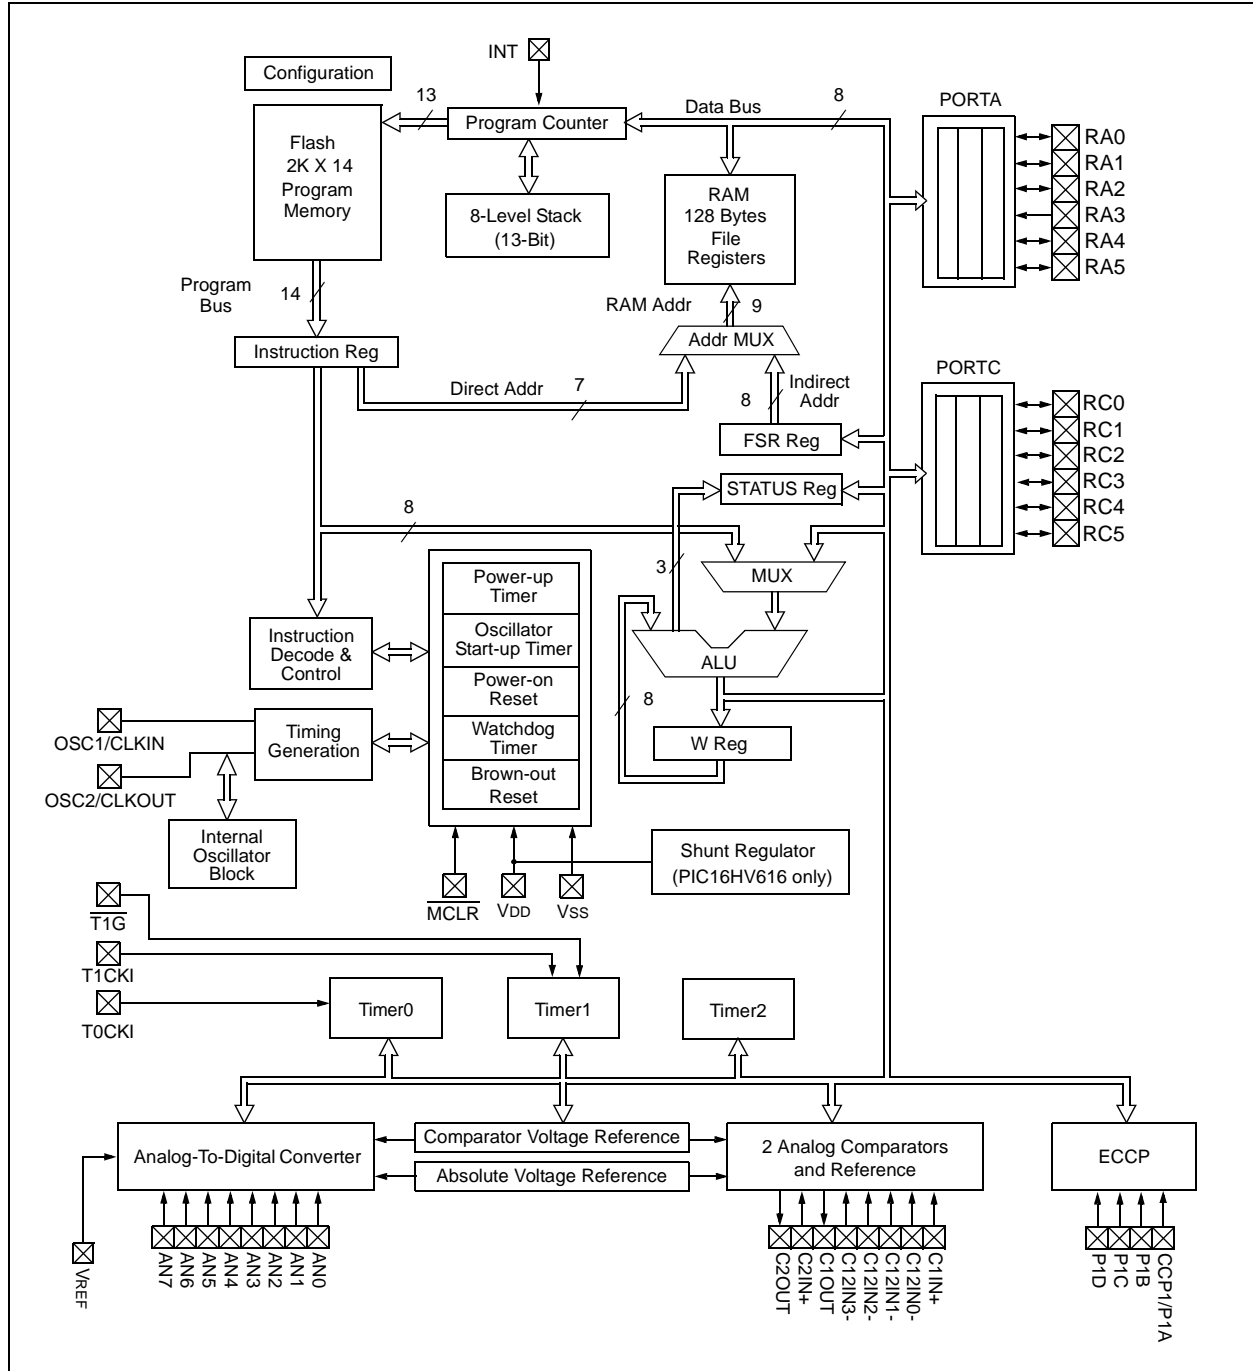 INT
Configuration
13
Program Counter
Data Bus
8
PORTA
Flash
2K X 14
Program
Memory
RA0
RA1
RA2
RA3
RA4
RA5
8-Level Stack
(13-Bit)
RAM
128 Bytes
File
Registers
Program
Bus
14
RAM Addr
9
Instruction Reg
Addr MUX
PORTC
Direct Addr
7
Indirect
Addr
8
RC0
RC1
RC2
RC3
RC4
RC5
FSR Reg
STATUS Reg
8
3
MUX
Power-up
Timer
Oscillator
Start-up Timer
Power-on
Reset
Watchdog
Timer
Brown-out
Reset
Instruction
Decode &
Control
ALU
8
W Reg
OSC1/CLKIN
Timing
Generation
OSC2/CLKOUT
Internal
Oscillator
Block
Shunt Regulator
(PIC16HV616 only)
MCLR
VDD
VSS
T1G
T1CKI
T0CKI
Timer0
Timer1
Timer2
Analog-To-Digital Converter
Comparator Voltage Reference
Absolute Voltage Reference
2 Analog Comparators
and Reference
ECCP
VREF
AN7
AN6
AN5
AN4
AN3
AN2
AN1
AN0
C2OUT
C2IN+
C1OUT
C12IN3-
C12IN2-
C12IN1-
C12IN0-
C1IN+
P1D
P1C
P1B
CCP1/P1A